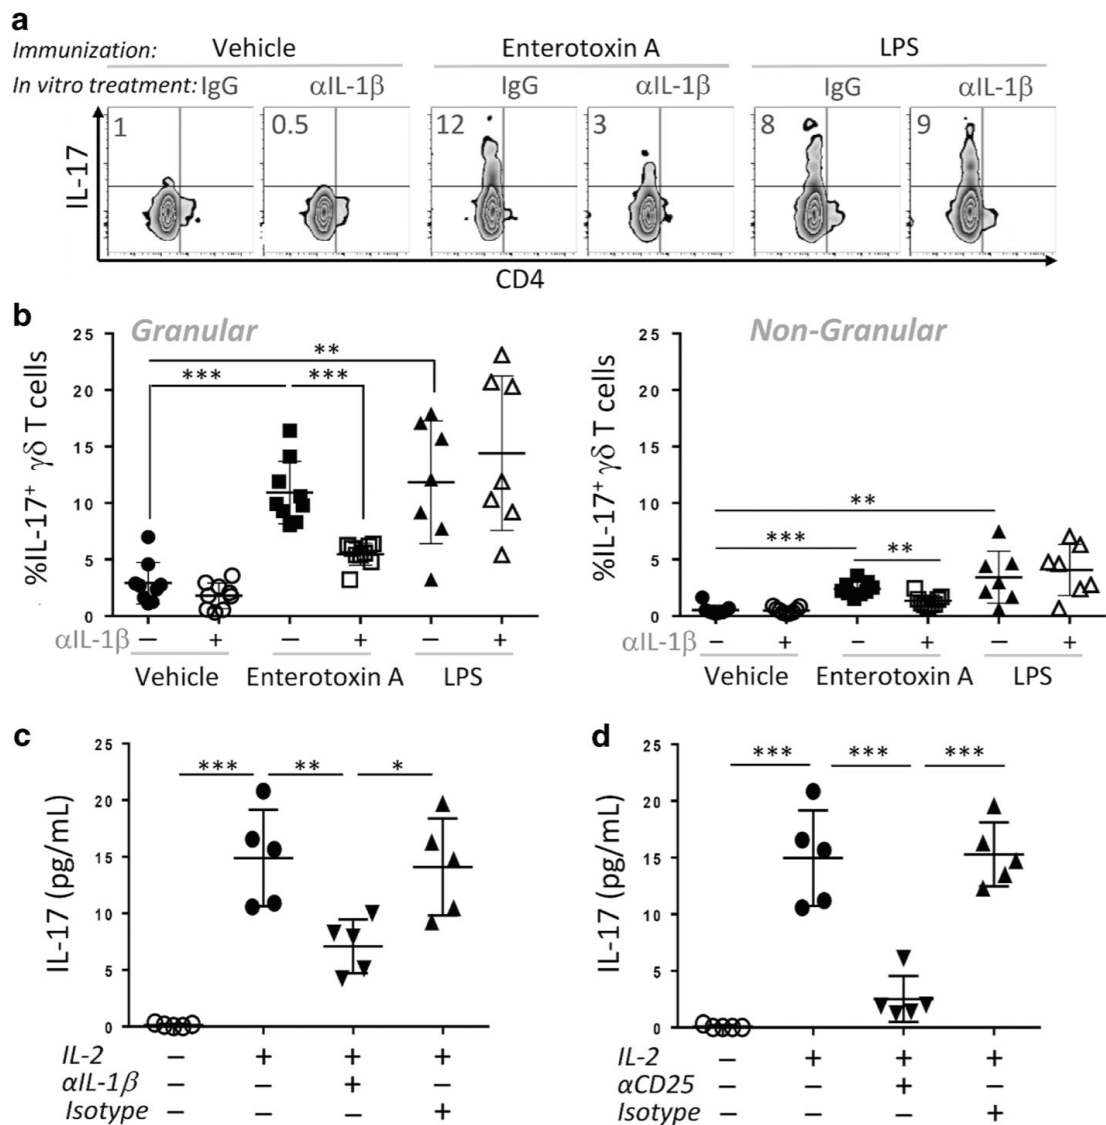 a
Immunization: Vehicle Enterotoxin A LPS
In vitro treatment: IgG αIL-1β IgG αIL-1β IgG αIL-1β
1 0.5 12 3 8 9
IL-17
CD4
b
Granular Non-Granular
%IL-17⁺ γδ T cells
25
20
15
10
5
0
** *** ***
αIL-1β − + − + − +
Vehicle Enterotoxin A LPS
%IL-17⁺ γδ T cells
25
20
15
10
5
0
** *** **
αIL-1β − + − + − +
Vehicle Enterotoxin A LPS
c
IL-17 (pg/mL)
25
20
15
10
5
0
*** ** *
IL-2 − + + +
αIL-1β − − + −
Isotype − − − +
d
IL-17 (pg/mL)
25
20
15
10
5
0
*** *** ***
IL-2 − + + +
αCD25 − − + −
Isotype − − − +